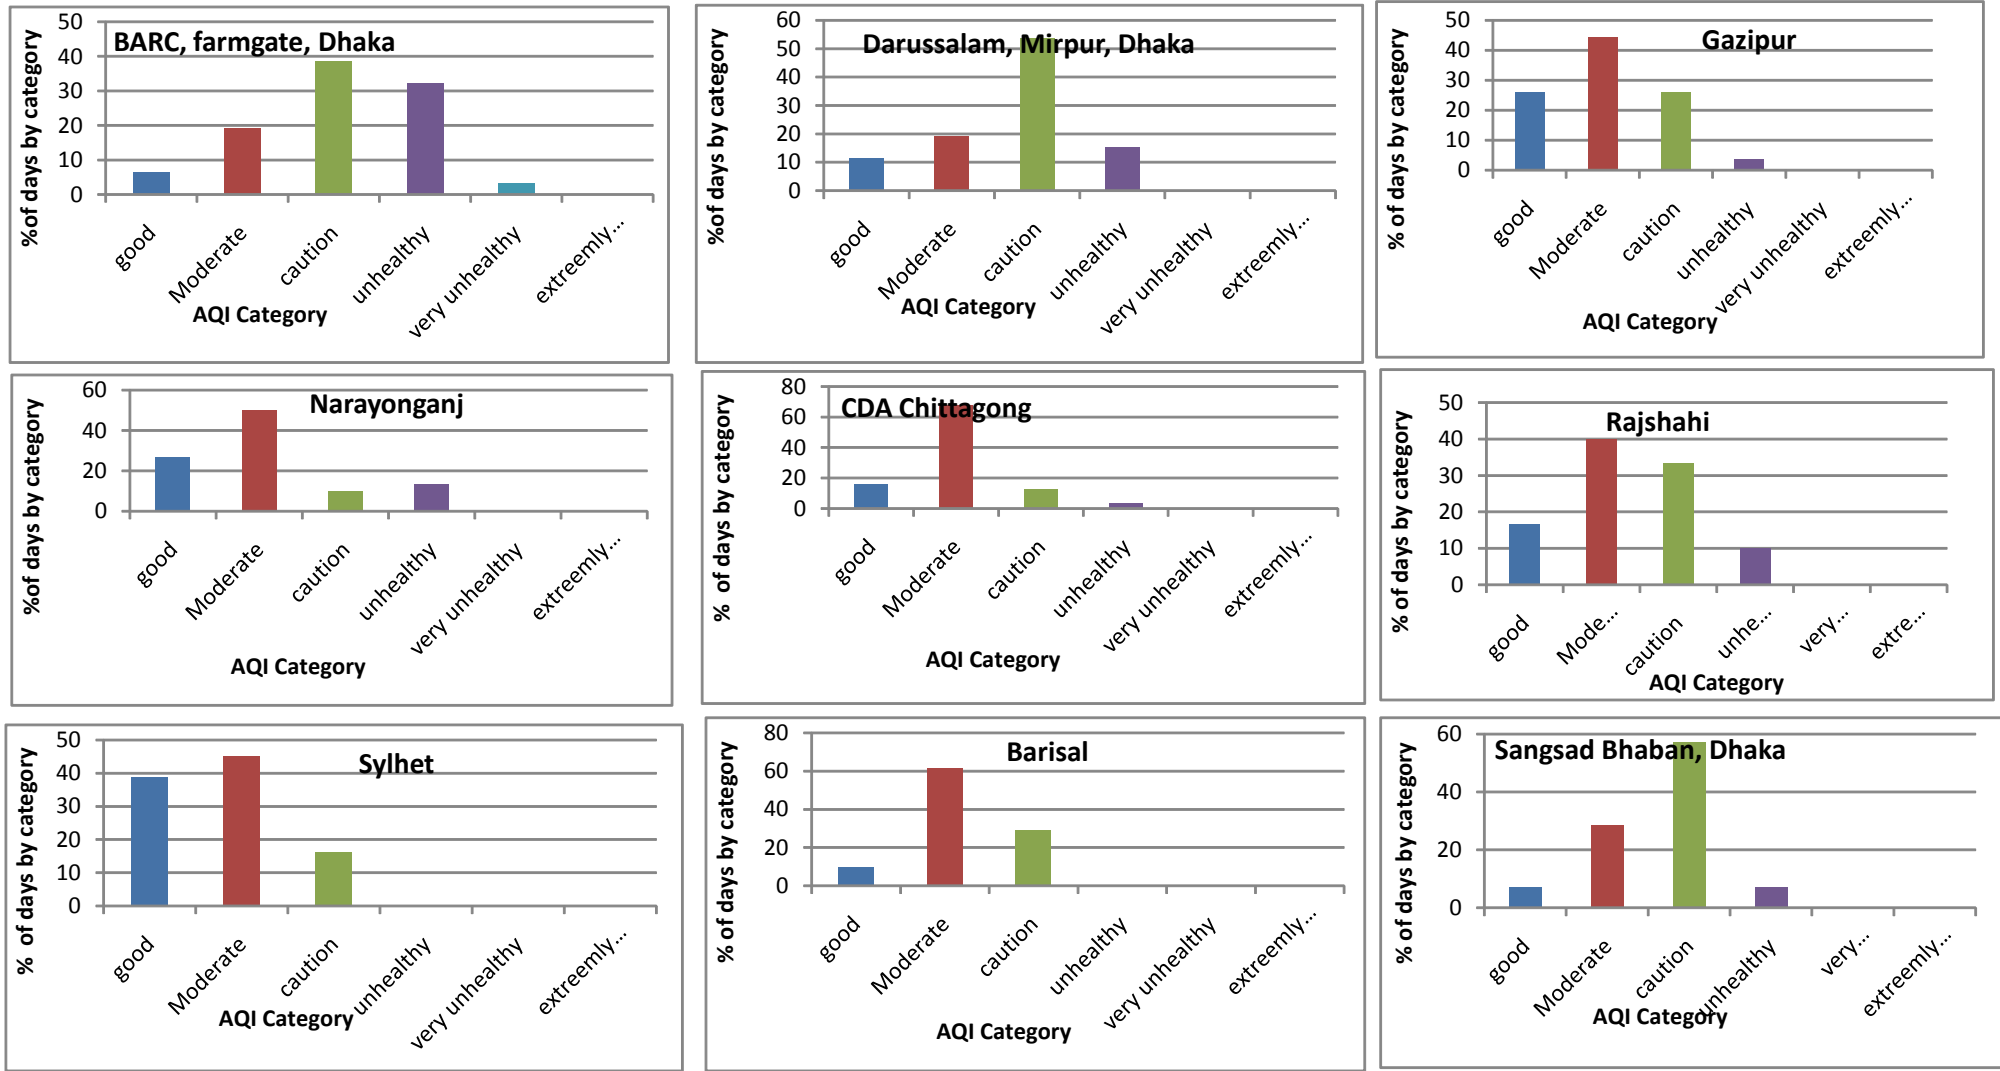 BARC, farmgate, Dhaka
%of days by category
50
40
30
20
10
0
good
Moderate
caution
unhealthy
very unhealthy
extreemly...
AQI Category
Darussalam, Mirpur, Dhaka
%of days by category
60
50
40
30
20
10
0
good
Moderate
caution
unhealthy
very unhealthy
extreemly...
AQI Category
Gazipur
% of days by category
50
40
30
20
10
0
good
Moderate
caution
unhealthy
very unhealthy
extreemly...
AQI Category
Narayonganj
%of days by category
60
40
20
0
good
Moderate
caution
unhealthy
very unhealthy
extreemly...
AQI Category
CDA Chittagong
% of days by category
80
60
40
20
0
good
Moderate
caution
unhealthy
very unhealthy
extreemly...
AQI Category
Rajshahi
% of days by category
50
40
30
20
10
0
good
Mode...
caution
unhe...
very...
extre...
AQI Category
Sylhet
% of days by category
50
40
30
20
10
0
good
Moderate
caution
unhealthy
very unhealthy
extreemly...
AQI Category
Barisal
% of days by category
80
60
40
20
0
good
Moderate
caution
unhealthy
very unhealthy
extreemly...
AQI Category
Sangsad Bhaban, Dhaka
% of days by category
60
40
20
0
good
Moderate
caution
unhealthy
very...
extreemly...
AQI Category